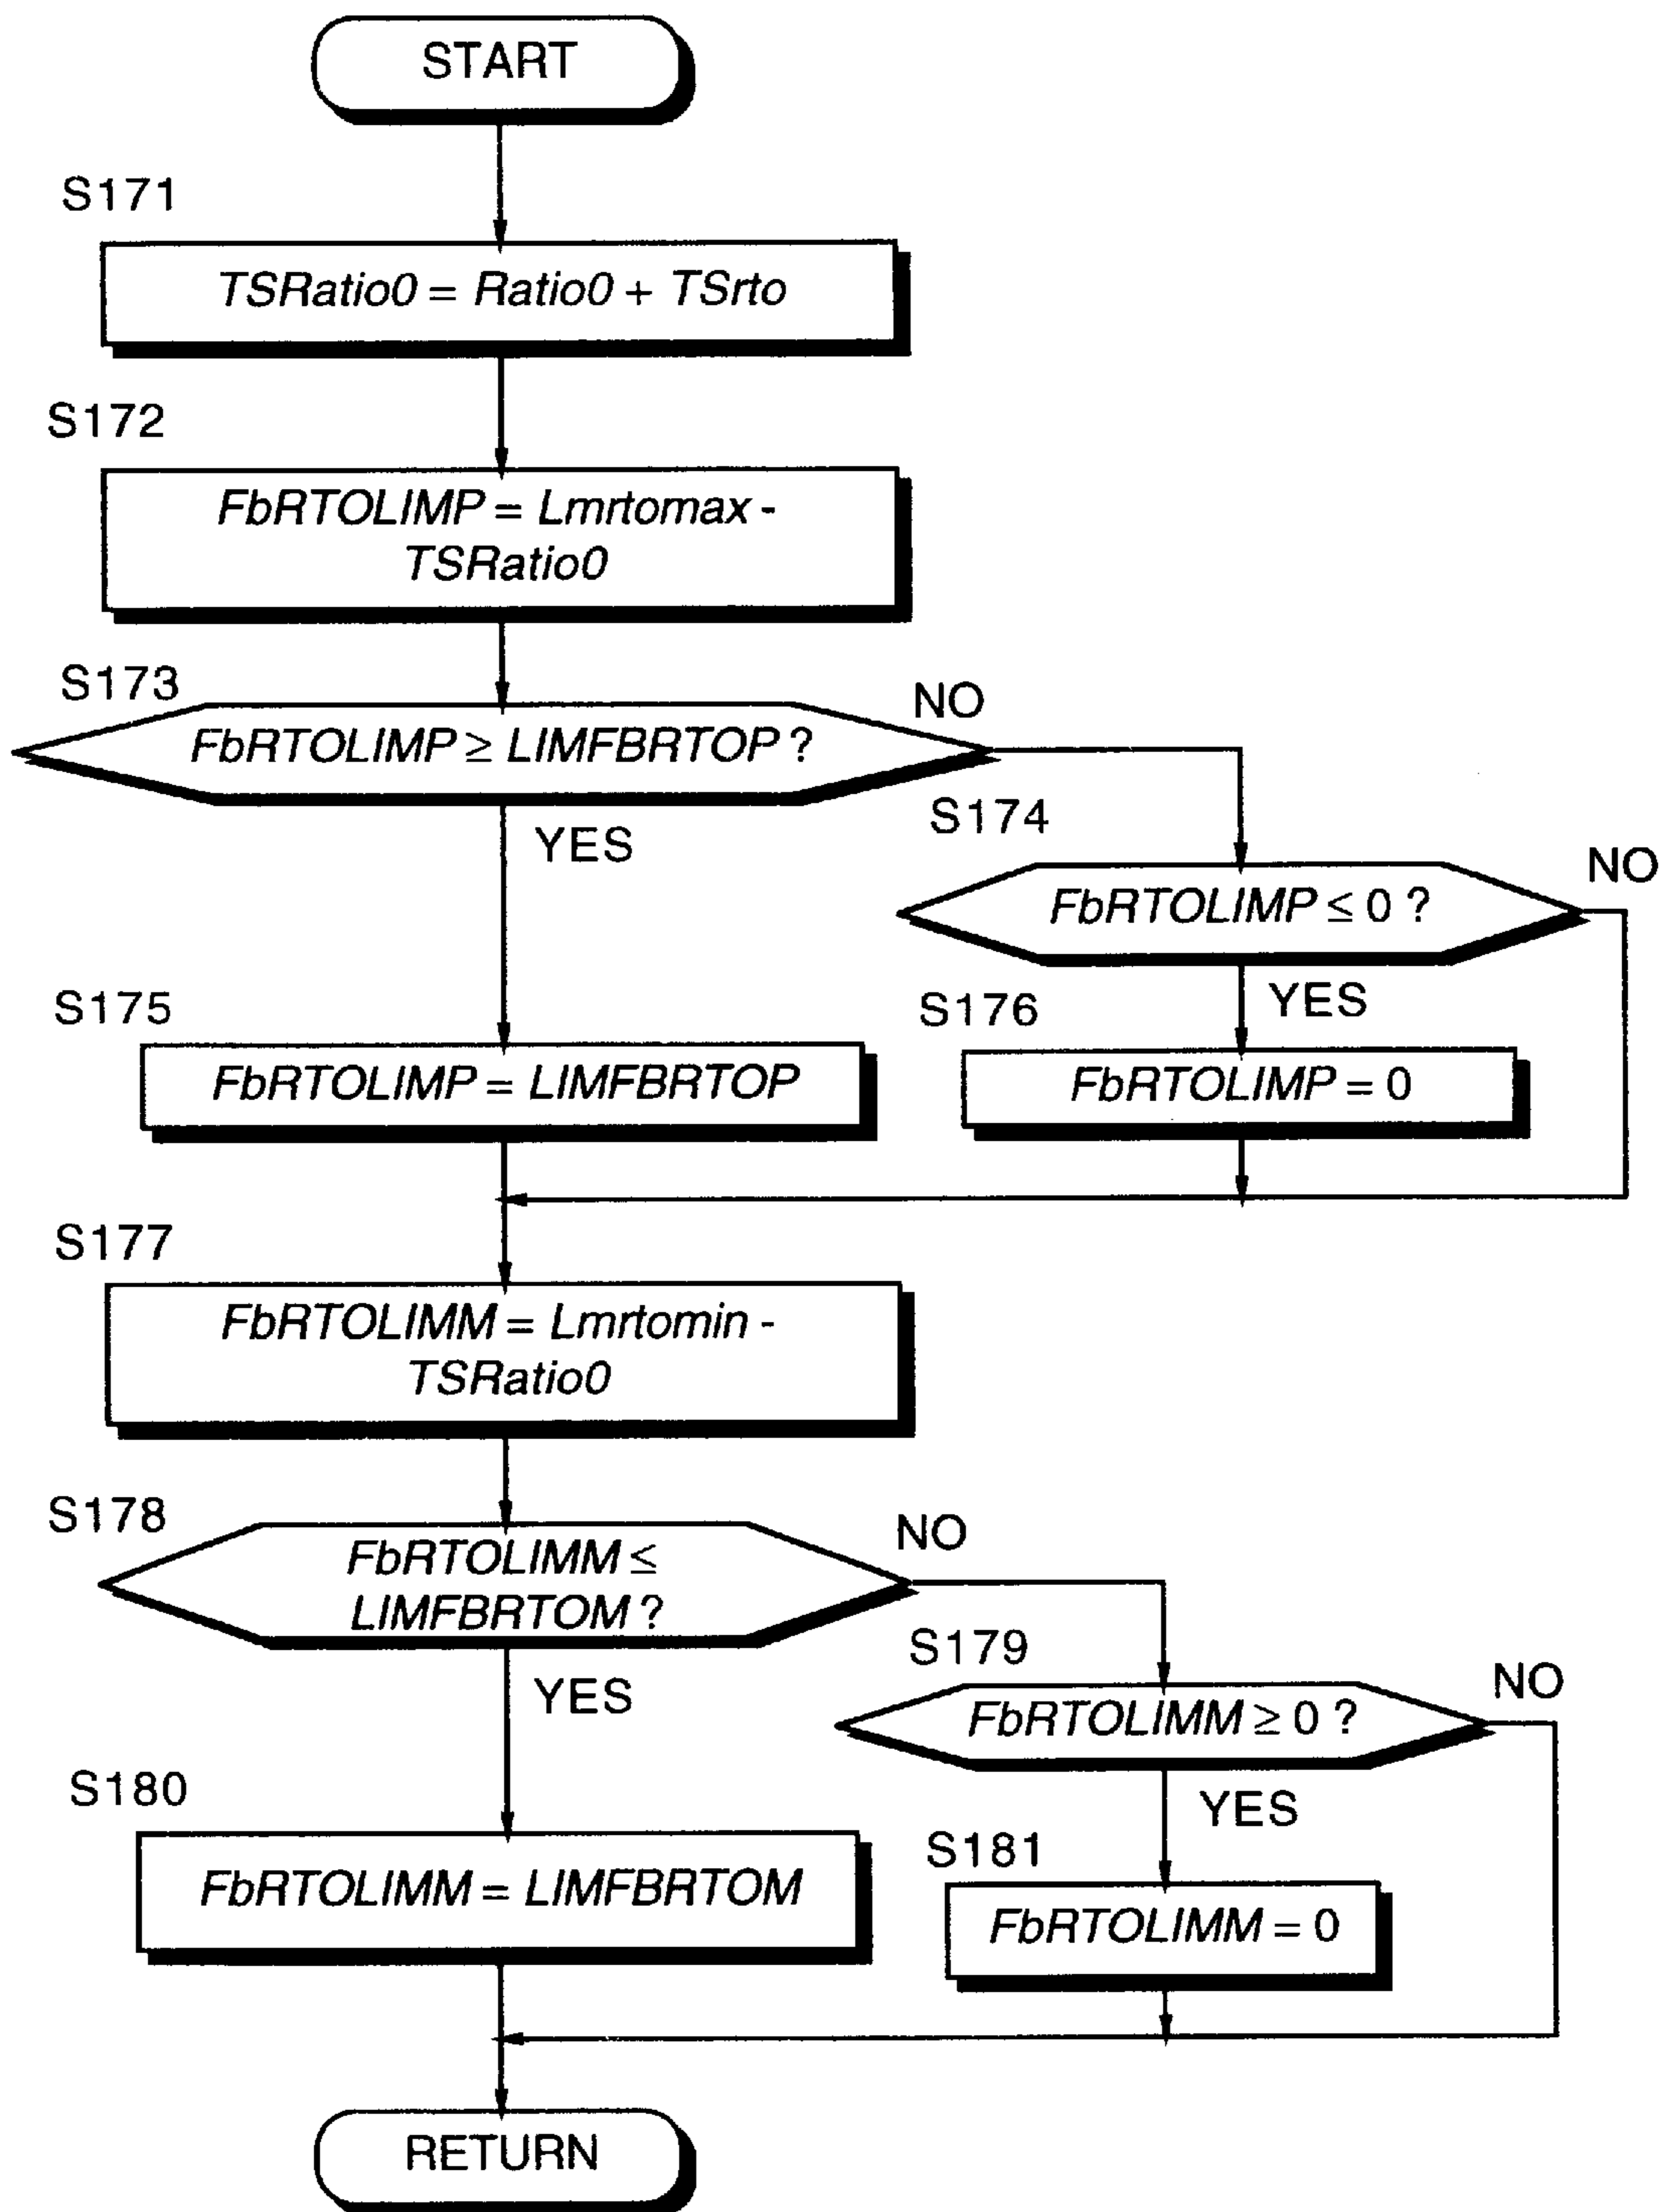 START
S171
TSRatio0 = Ratio0 + TSrto
S172
FbRTOLIMP = Lmrtomax -
TSRatio0
S173
NO
FbRTOLIMP ≥ LIMFBRTOP ?
YES
S174
NO
FbRTOLIMP ≤ 0 ?
YES
S175
S176
FbRTOLIMP = LIMFBRTOP
FbRTOLIMP = 0
S177
FbRTOLIMM = Lmrtomin -
TSRatio0
S178
NO
FbRTOLIMM ≤
LIMFBRTOM ?
YES
S179
NO
FbRTOLIMM ≥ 0 ?
YES
S180
S181
FbRTOLIMM = LIMFBRTOM
FbRTOLIMM = 0
RETURN